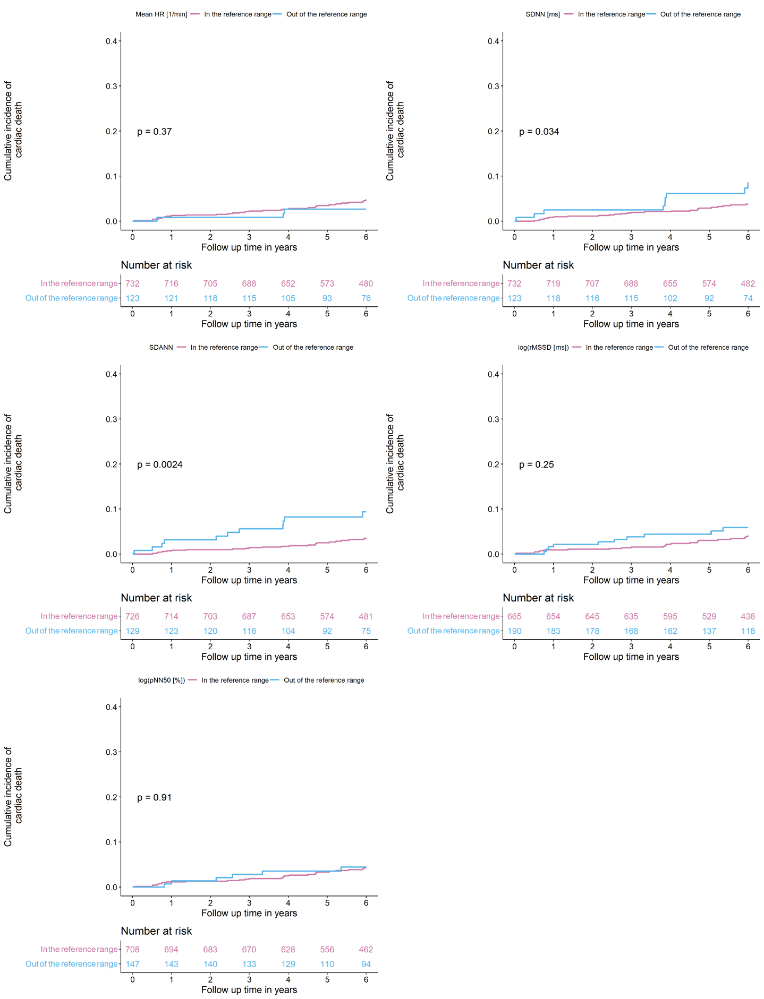 Mean HR [1/min] In the reference range Out of the reference range
Cumulative incidence of
cardiac death
0.4
0.3
0.2
0.1
0.0
p = 0.37
0 1 2 3 4 5 6
Follow up time in years
Number at risk
In the reference range 732 716 705 688 652 573 480
Out of the reference range 123 121 118 115 105 93 76
0 1 2 3 4 5 6
Follow up time in years
SDNN [ms] In the reference range Out of the reference range
Cumulative incidence of
cardiac death
0.4
0.3
0.2
0.1
0.0
p = 0.034
0 1 2 3 4 5 6
Follow up time in years
Number at risk
In the reference range 732 719 707 688 655 574 482
Out of the reference range 123 118 116 115 102 92 74
0 1 2 3 4 5 6
Follow up time in years
SDANN In the reference range Out of the reference range
Cumulative incidence of
cardiac death
0.4
0.3
0.2
0.1
0.0
p = 0.0024
0 1 2 3 4 5 6
Follow up time in years
Number at risk
In the reference range 726 714 703 687 653 574 481
Out of the reference range 129 123 120 116 104 92 75
0 1 2 3 4 5 6
Follow up time in years
log(rMSSD [ms]) In the reference range Out of the reference range
Cumulative incidence of
cardiac death
0.4
0.3
0.2
0.1
0.0
p = 0.25
0 1 2 3 4 5 6
Follow up time in years
Number at risk
In the reference range 665 654 645 635 595 529 438
Out of the reference range 190 183 178 168 162 137 118
0 1 2 3 4 5 6
Follow up time in years
log(pNN50 [%]) In the reference range Out of the reference range
Cumulative incidence of
cardiac death
0.4
0.3
0.2
0.1
0.0
p = 0.91
0 1 2 3 4 5 6
Follow up time in years
Number at risk
In the reference range 708 694 683 670 628 556 462
Out of the reference range 147 143 140 133 129 110 94
0 1 2 3 4 5 6
Follow up time in years